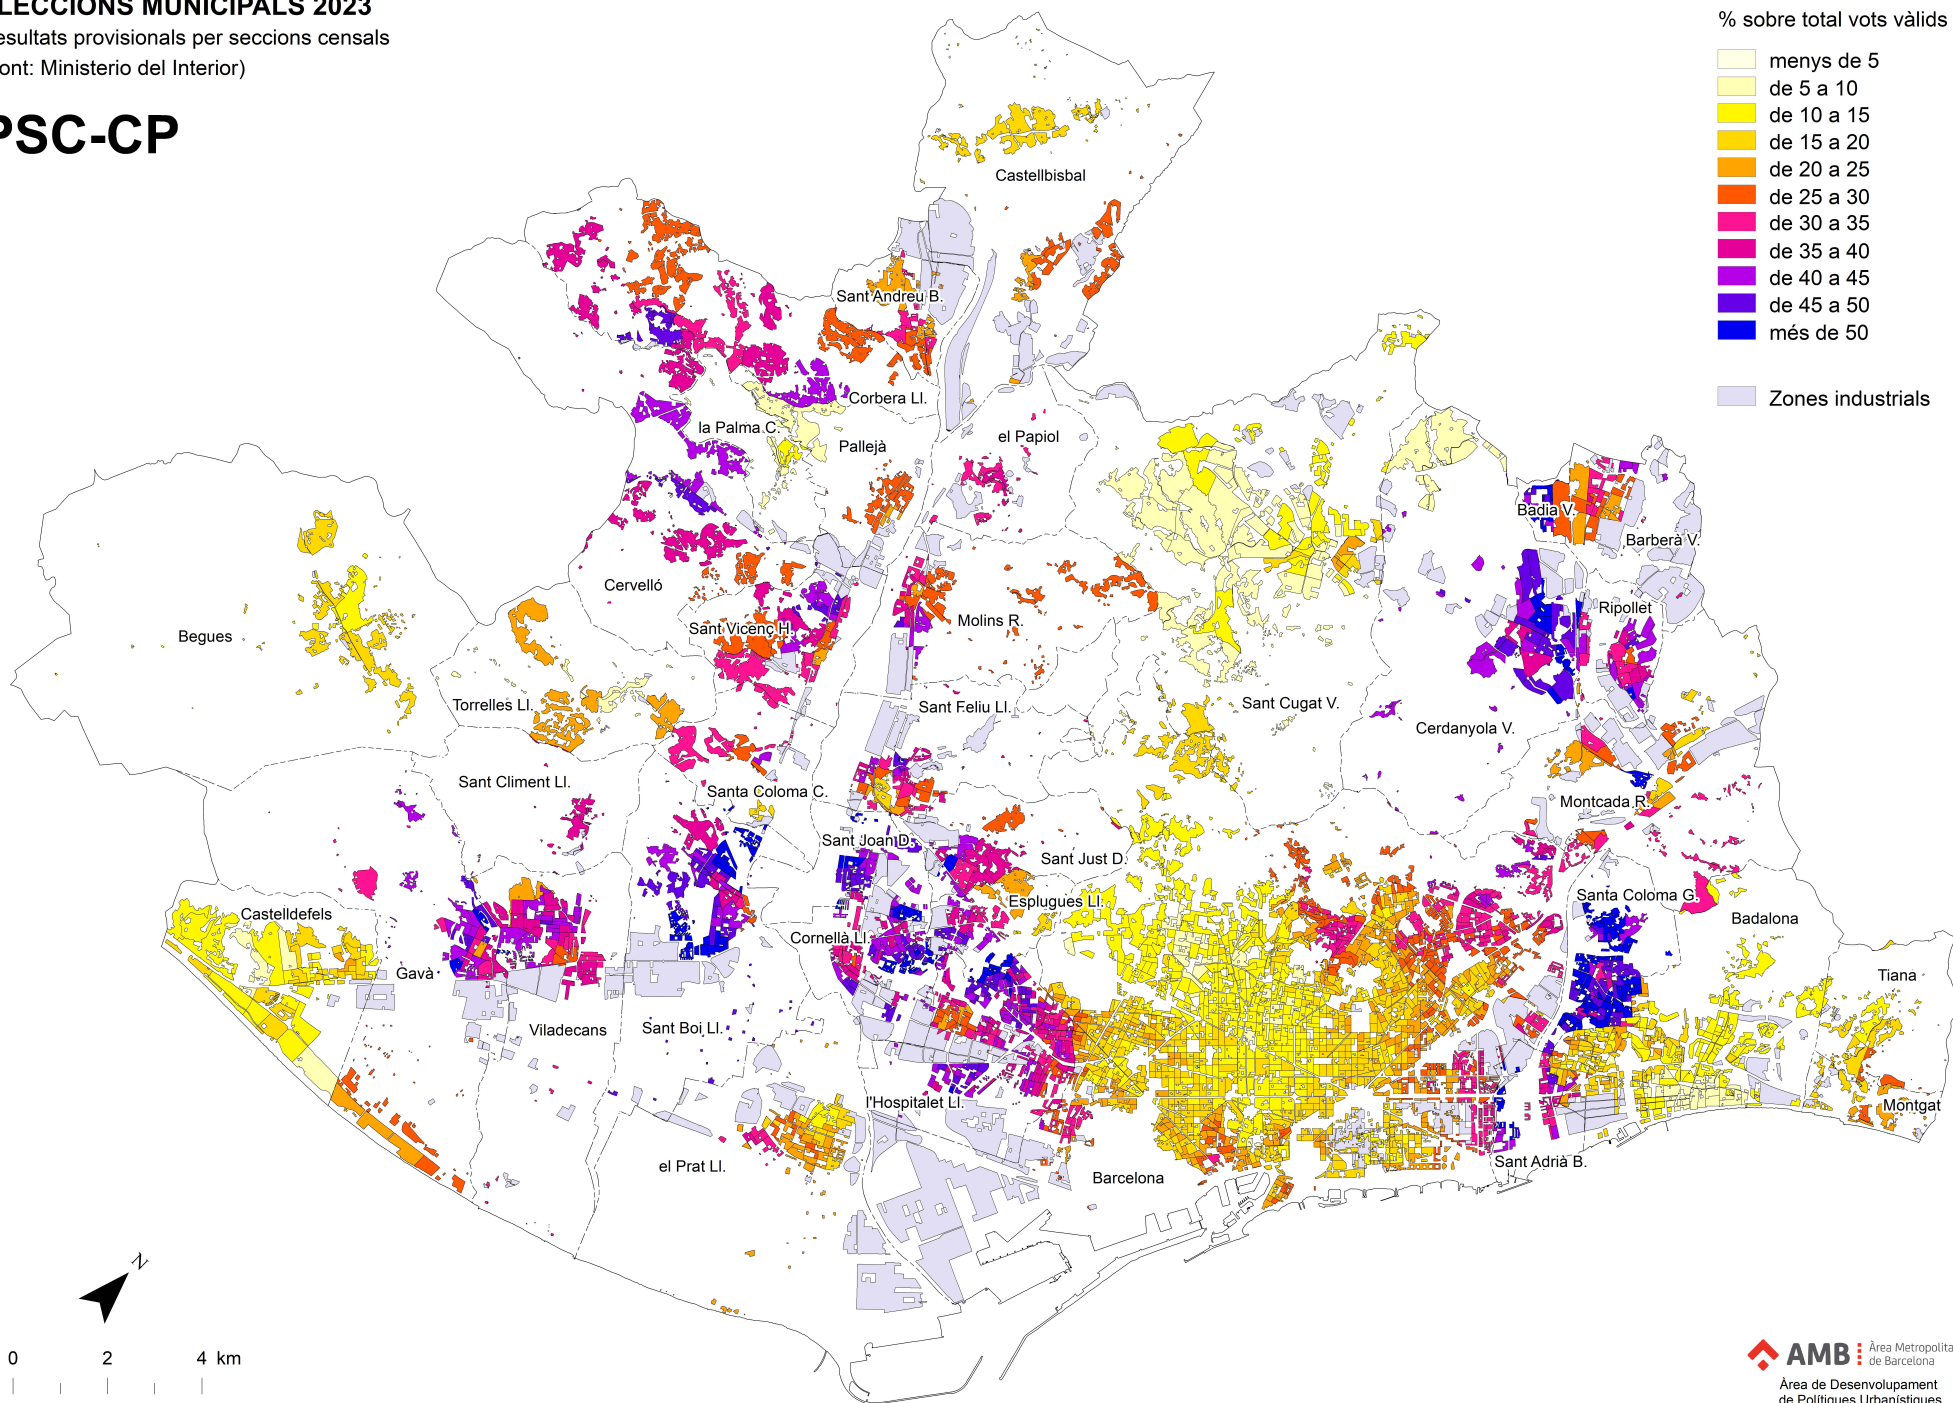 LECCIONS MUNICIPALS 2023
esultats provisionals per seccions censals
ont: Ministerio del Interior)
PSC-CP
% sobre total vots vàlids
menys de 5
de 5 a 10
de 10 a 15
de 15 a 20
de 20 a 25
de 25 a 30
de 30 a 35
de 35 a 40
de 40 a 45
de 45 a 50
més de 50
Zones industrials
Castellbisbal
Sant Andreu B.
Corbera Ll.
la Palma C.
Pallejà
el Papiol
Badia V.
Barberà V.
Cervelló
Ripollet
Begues
Sant Vicenç H.
Molins R.
Torrelles Ll.
Sant Feliu Ll.
Sant Cugat V.
Cerdanyola V.
Sant Climent Ll.
Santa Coloma C.
Montcada R.
Sant Joan D.
Sant Just D.
Esplugues Ll.
Santa Coloma G.
Castelldefels
Badalona
Cornellà Ll.
Gavà
Tiana
Viladecans
Sant Boi Ll.
l'Hospitalet Ll.
Montgat
el Prat Ll.
Barcelona
Sant Adrià B.
N
0 2 4 km
AMB
Àrea Metropolita
de Barcelona
Àrea de Desenvolupament
de Polítiques Urbanístiques